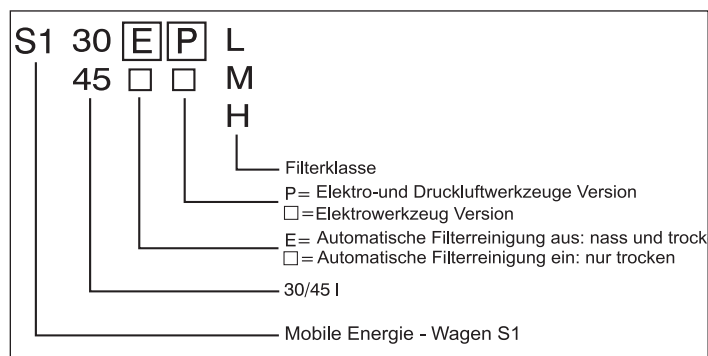 S1 30 E P L
45 □ □ M
H
Filterklasse
P= Elektro-und Druckluftwerkzeuge Version
□=Elektrowerkzeug Version
E= Automatische Filterreinigung aus: nass und trock
□= Automatische Filterreinigung ein: nur trocken
30/45 l
Mobile Energie - Wagen S1